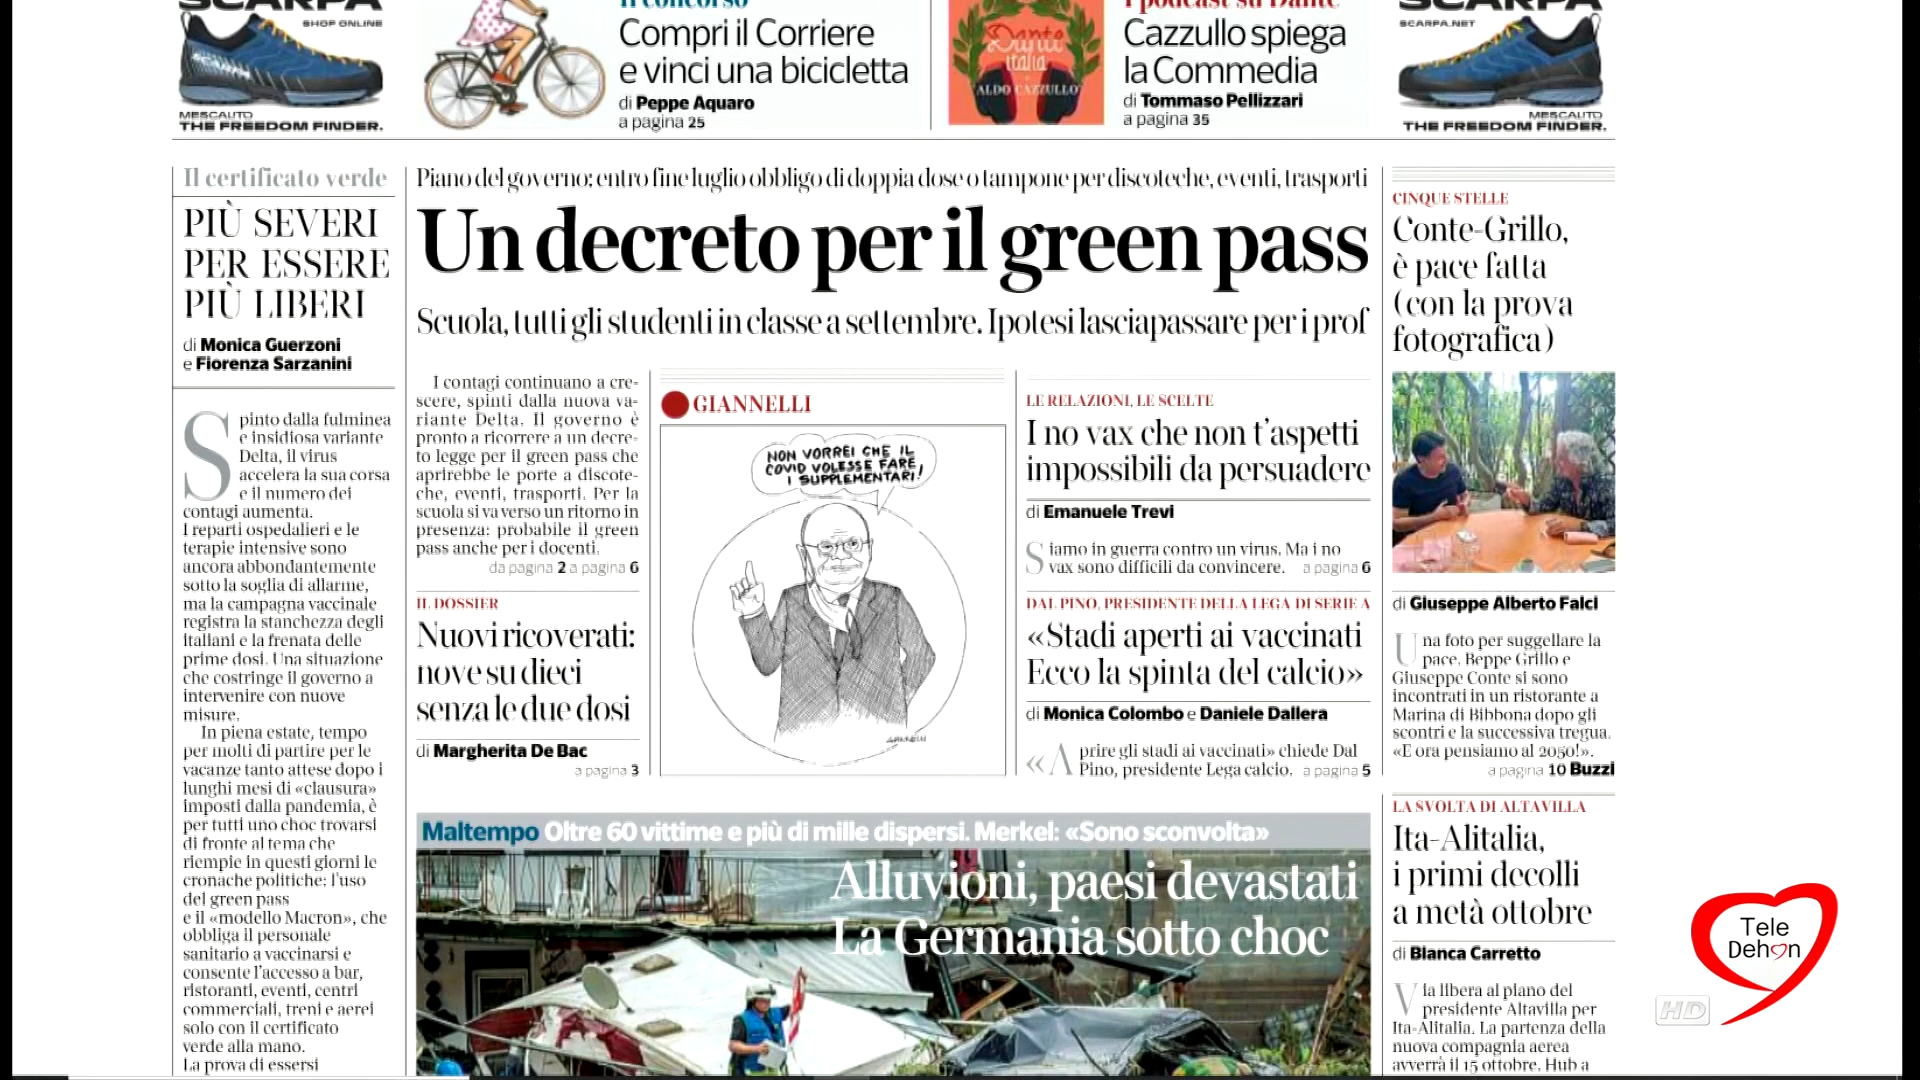 SCARPA
SHOP ONLINE
MESCALITO
THE FREEDOM FINDER.
Il concorso
Compri il Corriere
e vinci una bicicletta
di Peppe Aquaro
a pagina 25
Dante
Italia
ALDO CAZZULLO
I podcast su Dante
Cazzullo spiega
la Commedia
di Tommaso Pellizzari
a pagina 35
SCARPA
SCARPA.NET
MESCALITO
THE FREEDOM FINDER.
Il certificato verde
PIÙ SEVERI
PER ESSERE
PIÙ LIBERI
di Monica Guerzoni
e Fiorenza Sarzanini
Spinto dalla fulminea
e insidiosa variante
Delta, il virus
accelera la sua corsa
e il numero dei
contagi aumenta.
I reparti ospedalieri e le
terapie intensive sono
ancora abbondantemente
sotto la soglia di allarme,
ma la campagna vaccinale
registra la stanchezza degli
italiani e la frenata delle
prime dosi. Una situazione
che costringe il governo a
intervenire con nuove
misure.
In piena estate, tempo
per molti di partire per le
vacanze tanto attese dopo i
lunghi mesi di «clausura»
imposti dalla pandemia, è
per tutti uno choc trovarsi
di fronte al tema che
riempie in questi giorni le
cronache politiche: l'uso
del green pass
e il «modello Macron», che
obbliga il personale
sanitario a vaccinarsi e
consente l'accesso a bar,
ristoranti, eventi, centri
commerciali, treni e aerei
solo con il certificato
verde alla mano.
La prova di essersi
Piano del governo: entro fine luglio obbligo di doppia dose o tampone per discoteche, eventi, trasporti
Un decreto per il green pass
Scuola, tutti gli studenti in classe a settembre. Ipotesi lasciapassare per i prof
I contagi continuano a cre-
scere, spinti dalla nuova va-
riante Delta. Il governo è
pronto a ricorrere a un decre-
to legge per il green pass che
aprirebbe le porte a discote-
che, eventi, trasporti. Per la
scuola si va verso un ritorno in
presenza: probabile il green
pass anche per i docenti.
da pagina 2 a pagina 6
IL DOSSIER
Nuovi ricoverati:
nove su dieci
senza le due dosi
di Margherita De Bac
a pagina 3
GIANNELLI
NON VORREI CHE IL
COVID VOLESSE FARE
I SUPPLEMENTARI!
GIANNELLI
LE RELAZIONI, LE SCELTE
I no vax che non t'aspetti
impossibili da persuadere
di Emanuele Trevi
Siamo in guerra contro un virus. Ma i no
vax sono difficili da convincere. a pagina 6
DAL PINO, PRESIDENTE DELLA LEGA DI SERIE A
«Stadi aperti ai vaccinati
Ecco la spinta del calcio»
di Monica Colombo e Daniele Dallera
«Aprire gli stadi ai vaccinati» chiede Dal
Pino, presidente Lega calcio. a pagina 5
Maltempo Oltre 60 vittime e più di mille dispersi. Merkel: «Sono sconvolta»
Alluvioni, paesi devastati
La Germania sotto choc
CINQUE STELLE
Conte-Grillo,
è pace fatta
(con la prova
fotografica)
di Giuseppe Alberto Falci
Una foto per suggellare la
pace. Beppe Grillo e
Giuseppe Conte si sono
incontrati in un ristorante a
Marina di Bibbona dopo gli
scontri e la successiva tregua.
«E ora pensiamo al 2050!».
a pagina 10 Buzzi
LA SVOLTA DI ALTAVILLA
Ita-Alitalia,
i primi decolli
a metà ottobre
di Bianca Carretto
Via libera al piano del
presidente Altavilla per
Ita-Alitalia. La partenza della
nuova compagnia aerea
avverrà il 15 ottobre. Hub a
Tele
Dehon
HD